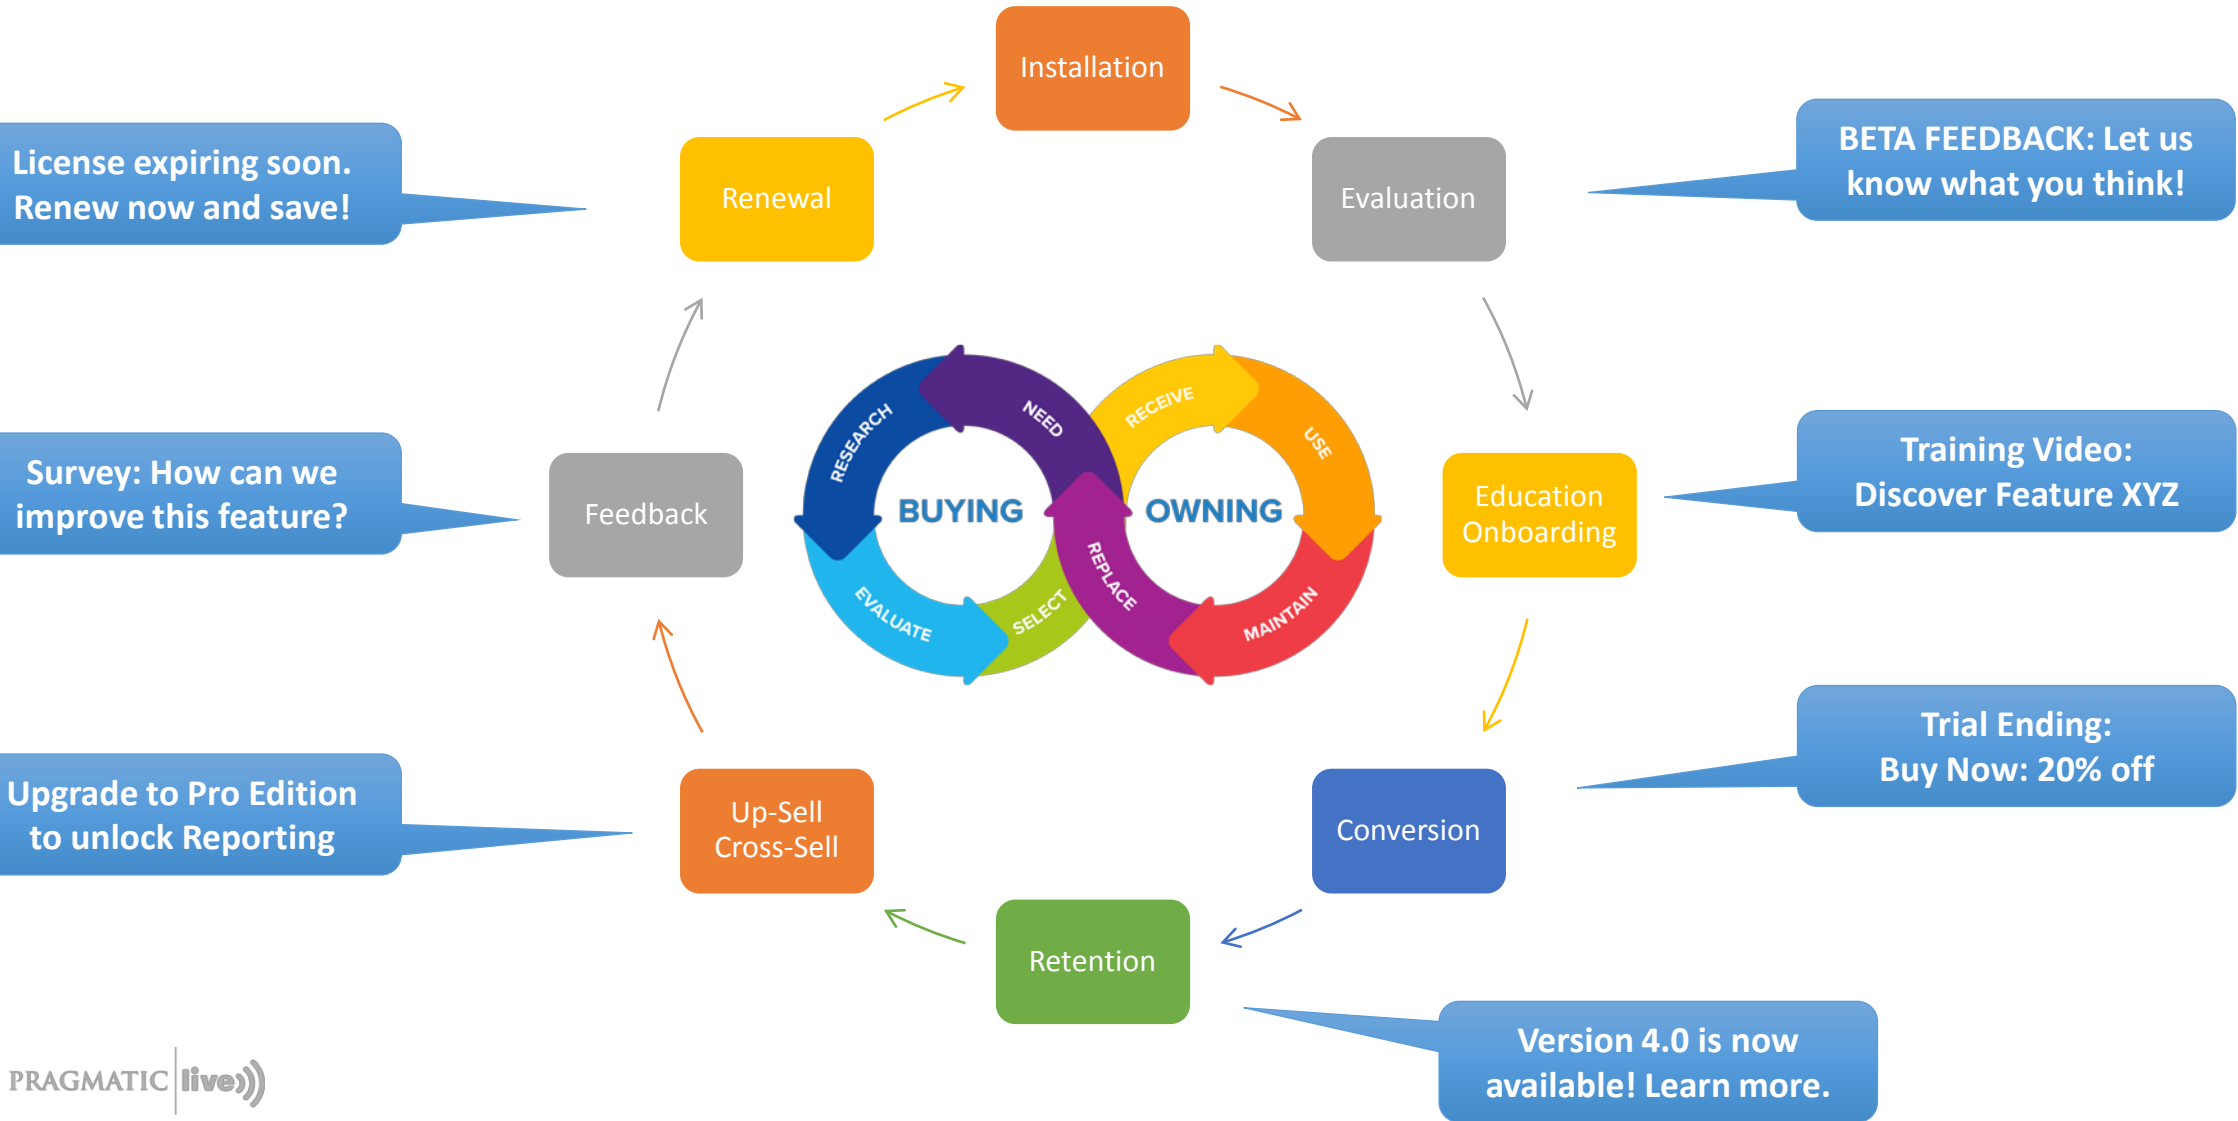 Installation
License expiring soon.
Renew now and save!
Renewal
Evaluation
BETA FEEDBACK: Let us
know what you think!
RESEARCH
NEED
RECEIVE
USE
Survey: How can we
improve this feature?
Feedback
BUYING
OWNING
Education
Onboarding
Training Video:
Discover Feature XYZ
EVALUATE
SELECT
REPLACE
MAINTAIN
Upgrade to Pro Edition
to unlock Reporting
Up-Sell
Cross-Sell
Conversion
Trial Ending:
Buy Now: 20% off
Retention
Version 4.0 is now
available! Learn more.
PRAGMATIC live